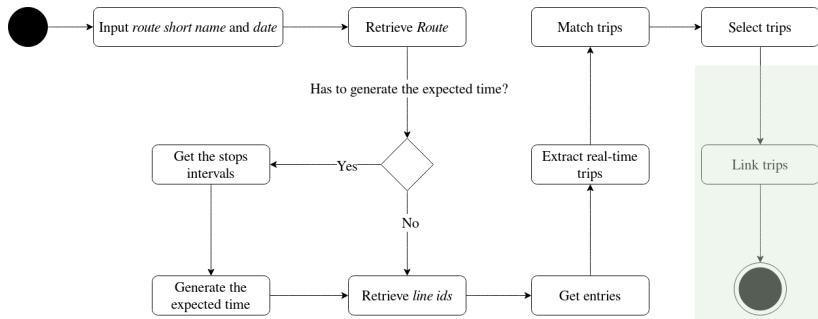 Input route short name and date
Retrieve Route
Match trips
Select trips
Has to generate the expected time?
Get the stops
intervals
Yes
Extract real-time
trips
Link trips
No
Generate the
expected time
Retrieve line ids
Get entries